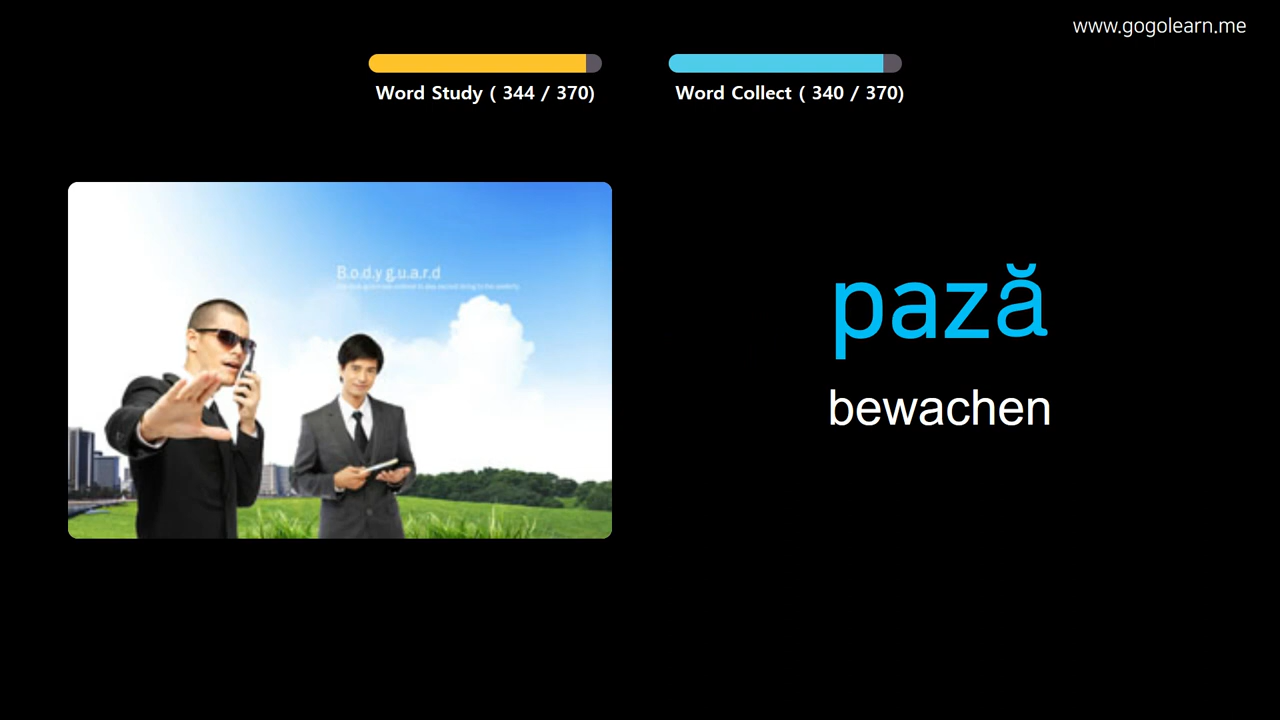 www.gogolearn.me
Word Study ( 344 / 370)
Word Collect ( 340 / 370)
B.o.d.y g.u.a.r.d
pază
bewachen